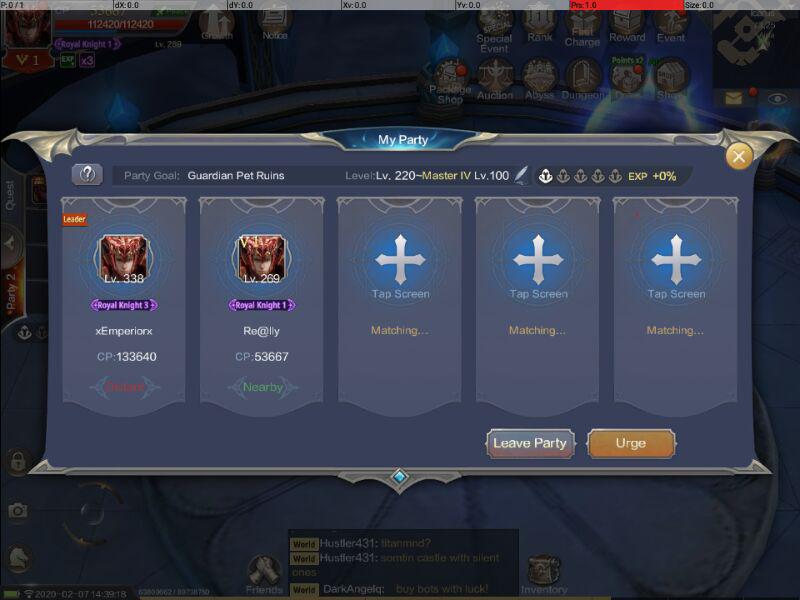 P: 0 / 1 dX: 0.0 dY: 0.0 Xv: 0.0 Yv: 0.0 Prs: 1.0 Size: 0.0
CP 53667
112420/112420
Royal Knight 1
Lv. 269
V 1
EXP x3
Growth
Notice
Special Event
Rank
Fast Charge
Reward
Event
Icarus
Package Shop
Auction
Abyss
Dungeon
Points x2
Shop
My Party
Party Goal: Guardian Pet Ruins
Level:Lv. 220~Master IV Lv.100
EXP +0%
Quest
Party 2
Leader
Lv. 338
Royal Knight 3
xEmperiorx
CP:133640
Distant
Lv. 269
Royal Knight 1
Re@lly
CP:53667
Nearby
Tap Screen
Matching...
Tap Screen
Matching...
Tap Screen
Matching...
Leave Party
Urge
World Hustler431: titanmnd?
World Hustler431: somtin castle with silent
ones
World DarkAngelq: buy bots with luck!
Friends
Inventory
2020-02-07 14:39:18